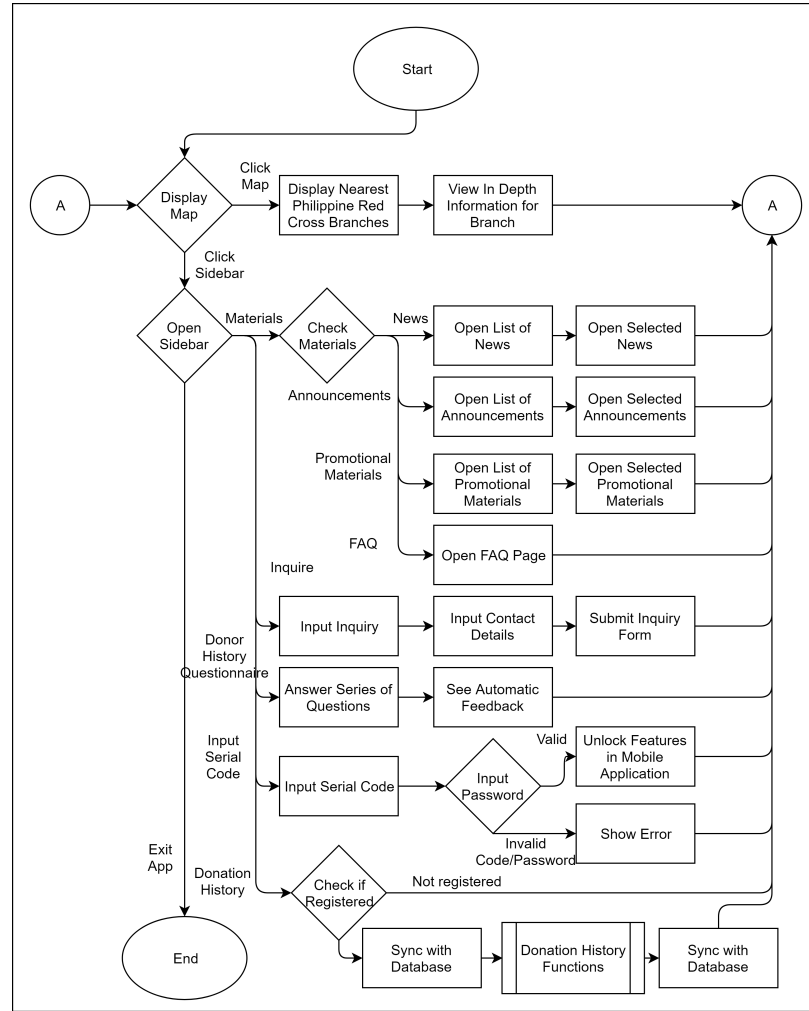 Start
Click
Map
A
Display
Map
Display Nearest
Philippine Red
Cross Branches
View In Depth
Information for
Branch
A
Click
Sidebar
Open
Sidebar
Materials
Check
Materials
News
Open List of
News
Open Selected
News
Announcements
Open List of
Announcements
Open Selected
Announcements
Promotional
Materials
Open List of
Promotional
Materials
Open Selected
Promotional
Materials
FAQ
Open FAQ Page
Inquire
Input Inquiry
Input Contact
Details
Submit Inquiry
Form
Donor
History
Questionnaire
Answer Series of
Questions
See Automatic
Feedback
Input
Serial
Code
Input Serial Code
Input
Password
Valid
Unlock Features
in Mobile
Application
Invalid
Code/Password
Show Error
Exit
App
Donation
History
Check if
Registered
Not registered
End
Sync with
Database
Donation History
Functions
Sync with
Database